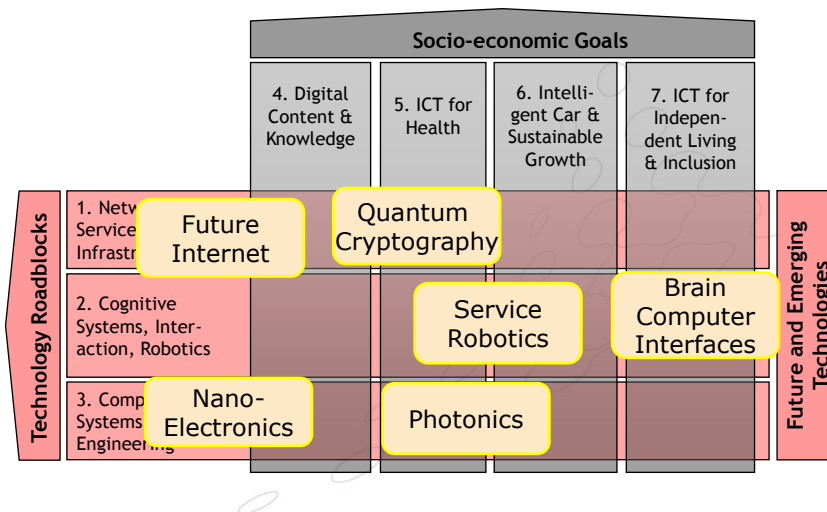 Socio-economic Goals
4. Digital
Content &
Knowledge
5. ICT for
Health
6. Intelli-
gent Car &
Sustainable
Growth
7. ICT for
Indepen-
dent Living
& Inclusion
Technology Roadblocks
1. Netw
Service
Infrastr
Future
Internet
Quantum
Cryptography
2. Cognitive
Systems, Inter-
action, Robotics
Service
Robotics
Brain
Computer
Interfaces
3. Comp
Systems
Engineering
Nano-
Electronics
Photonics
Future and Emerging
Technologies